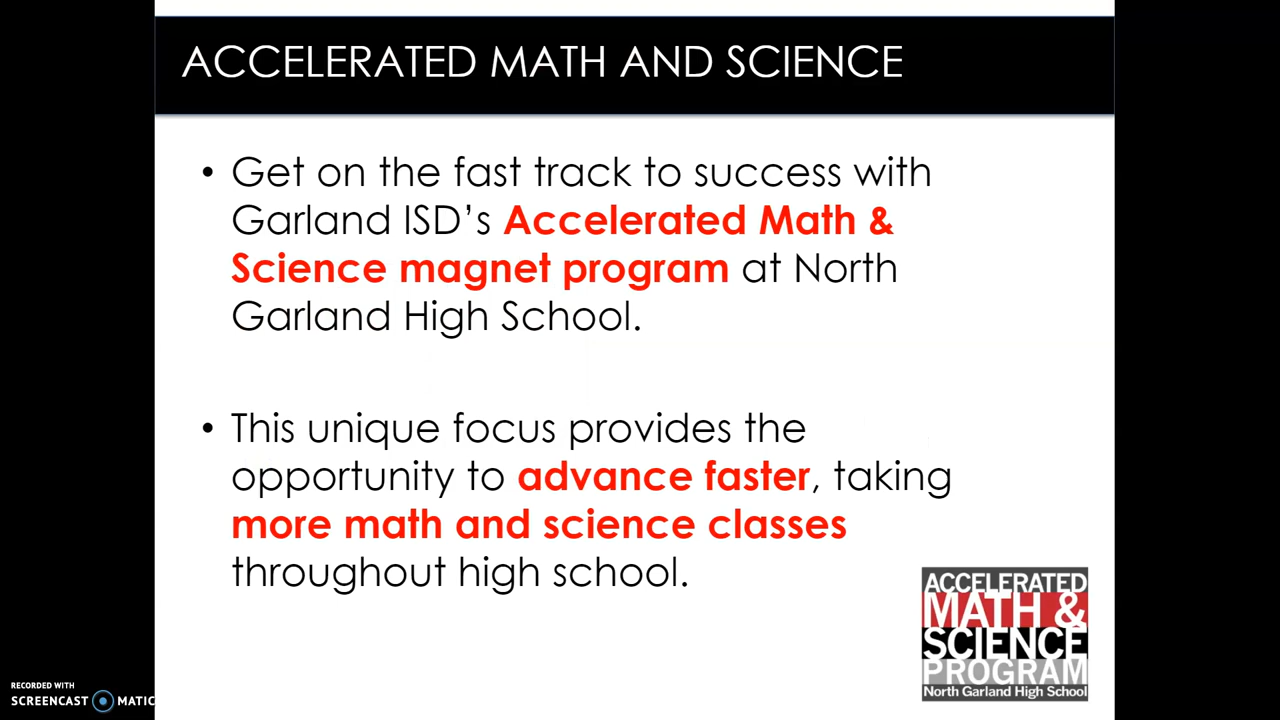 ACCELERATED MATH AND SCIENCE
• Get on the fast track to success with
Garland ISD’s Accelerated Math &
Science magnet program at North
Garland High School.
• This unique focus provides the
opportunity to advance faster, taking
more math and science classes
throughout high school.
ACCELERATED
MATH &
SCIENCE
PROGRAM
North Garland High School
RECORDED WITH
SCREENCAST MATIC